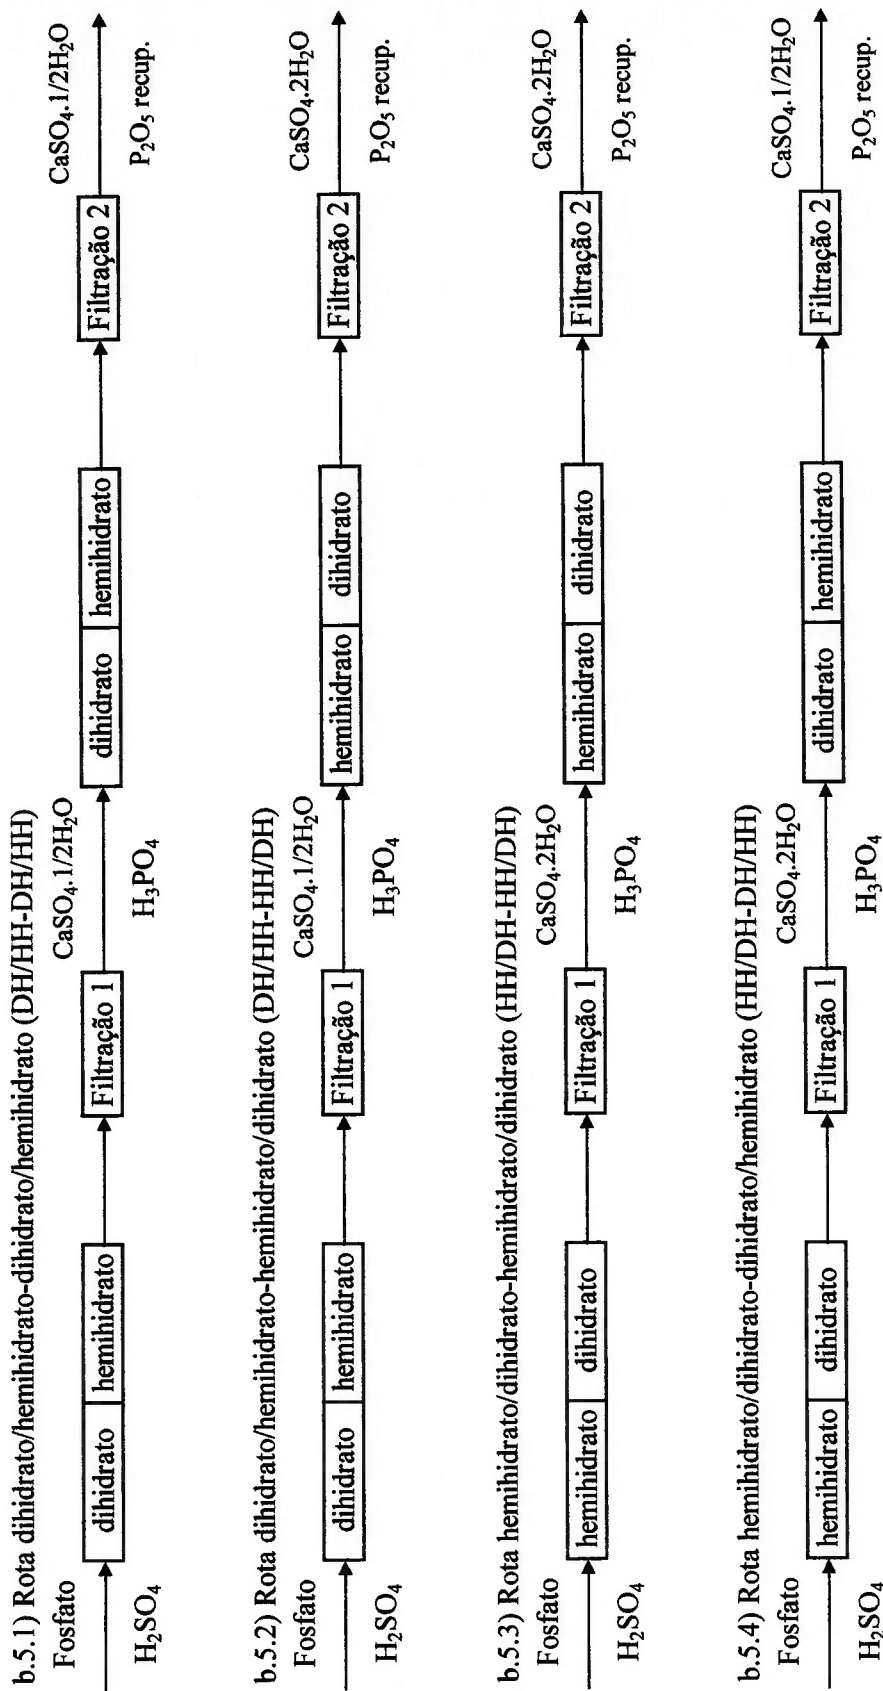 b.5.1) Rota dihidrato/hemihidrato-dihidrato/hemihidrato (DH/HH-DH/HH)
Fosfato
H₂SO₄
dihidrato
hemihidrato
Filtração 1
CaSO₄.1/2H₂O
H₃PO₄
dihidrato
hemihidrato
Filtração 2
CaSO₄.1/2H₂O
P₂O₅ recup.
b.5.2) Rota dihidrato/hemihidrato-hemihidrato/dihidrato (DH/HH-HH/DH)
Fosfato
H₂SO₄
dihidrato
hemihidrato
Filtração 1
CaSO₄.1/2H₂O
H₃PO₄
hemihidrato
dihidrato
Filtração 2
CaSO₄.2H₂O
P₂O₅ recup.
b.5.3) Rota hemihidrato/dihidrato-hemihidrato/dihidrato (HH/DH-HH/DH)
Fosfato
H₂SO₄
hemihidrato
dihidrato
Filtração 1
CaSO₄.2H₂O
H₃PO₄
hemihidrato
dihidrato
Filtração 2
CaSO₄.2H₂O
P₂O₅ recup.
b.5.4) Rota hemihidrato/dihidrato-dihidrato/hemihidrato (HH/DH-DH/HH)
Fosfato
H₂SO₄
hemihidrato
dihidrato
Filtração 1
CaSO₄.2H₂O
H₃PO₄
dihidrato
hemihidrato
Filtração 2
CaSO₄.1/2H₂O
P₂O₅ recup.